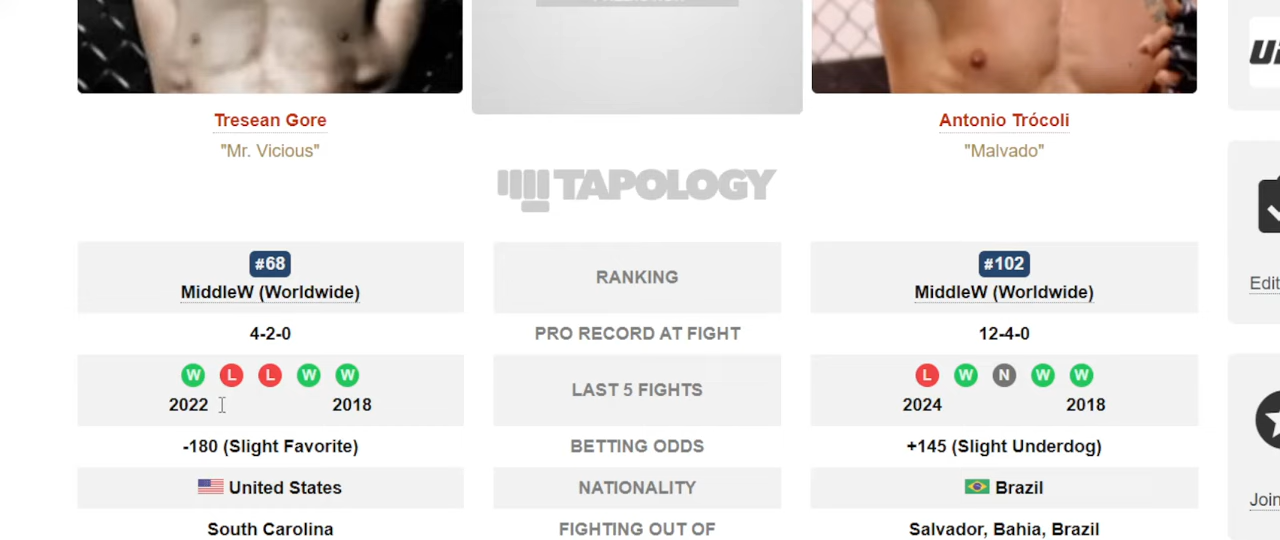 Tresean Gore
"Mr. Vicious"
Antonio Trócoli
"Malvado"
TAPOLOGY
#68
MiddleW (Worldwide)
RANKING
#102
MiddleW (Worldwide)
4-2-0
PRO RECORD AT FIGHT
12-4-0
W L L W W
2022 2018
LAST 5 FIGHTS
L W N W W
2024 2018
-180 (Slight Favorite)
BETTING ODDS
+145 (Slight Underdog)
United States
NATIONALITY
Brazil
South Carolina
FIGHTING OUT OF
Salvador, Bahia, Brazil
Edit
Join